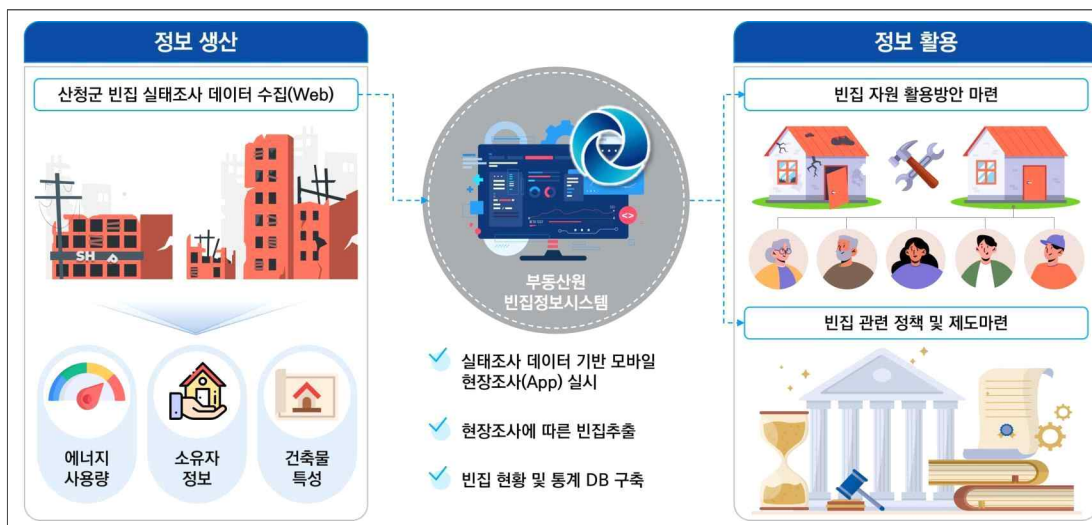 정보 생산
산청군 빈집 실태조사 데이터 수집(Web)
SH
에너지
사용량
소유자
정보
건축물
특성
부동산원
빈집정보시스템
실태조사 데이터 기반 모바일
현장조사(App) 실시
현장조사에 따른 빈집추출
빈집 현황 및 통계 DB 구축
정보 활용
빈집 자원 활용방안 마련
빈집 관련 정책 및 제도마련